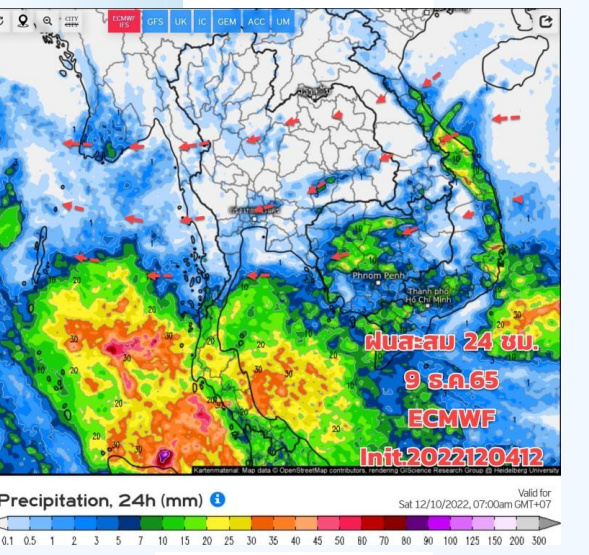 CITY
CITY
ECMWF
IFS
GFS
UK
IC
GEM
ACC
UM
Phnom Penh
Thành phố
Hồ Chí Minh
ฝนสะสม 24 ชม.
9 ธ.ค.65
ECMWF
Init.2022120412
Kartenmaterial: Map data © OpenStreetMap contributors, rendering GIScience Research Group @ Heidelberg University
Precipitation, 24h (mm)
Valid for
Sat 12/10/2022, 07:00am GMT+07
0.1 0.5 1 2 3 5 7 10 15 20 25 30 35 40 45 50 60 70 80 90 100 125 150 200 300